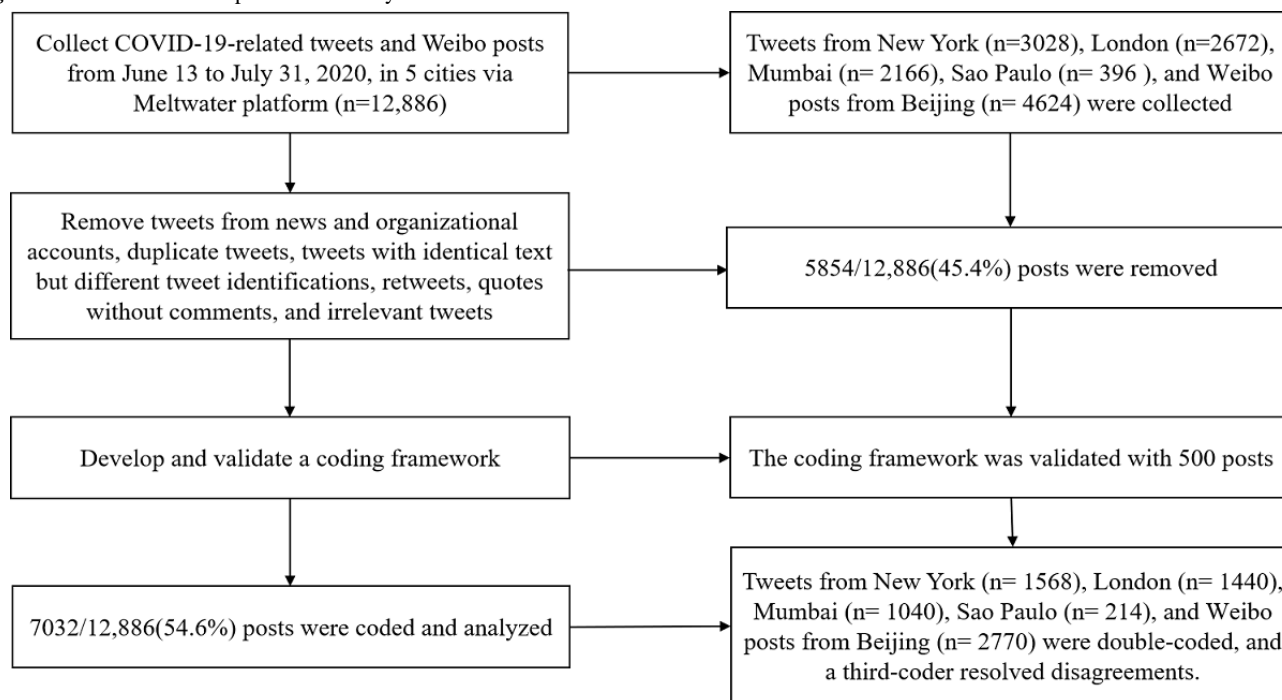 Collect COVID-19-related tweets and Weibo posts
from June 13 to July 31, 2020, in 5 cities via
Meltwater platform (n=12,886)
Tweets from New York (n=3028), London (n=2672),
Mumbai (n= 2166), Sao Paulo (n= 396 ), and Weibo
posts from Beijing (n= 4624) were collected
Remove tweets from news and organizational
accounts, duplicate tweets, tweets with identical text
but different tweet identifications, retweets, quotes
without comments, and irrelevant tweets
5854/12,886(45.4%) posts were removed
Develop and validate a coding framework
The coding framework was validated with 500 posts
7032/12,886(54.6%) posts were coded and analyzed
Tweets from New York (n= 1568), London (n= 1440),
Mumbai (n= 1040), Sao Paulo (n= 214), and Weibo
posts from Beijing (n= 2770) were double-coded, and
a third-coder resolved disagreements.